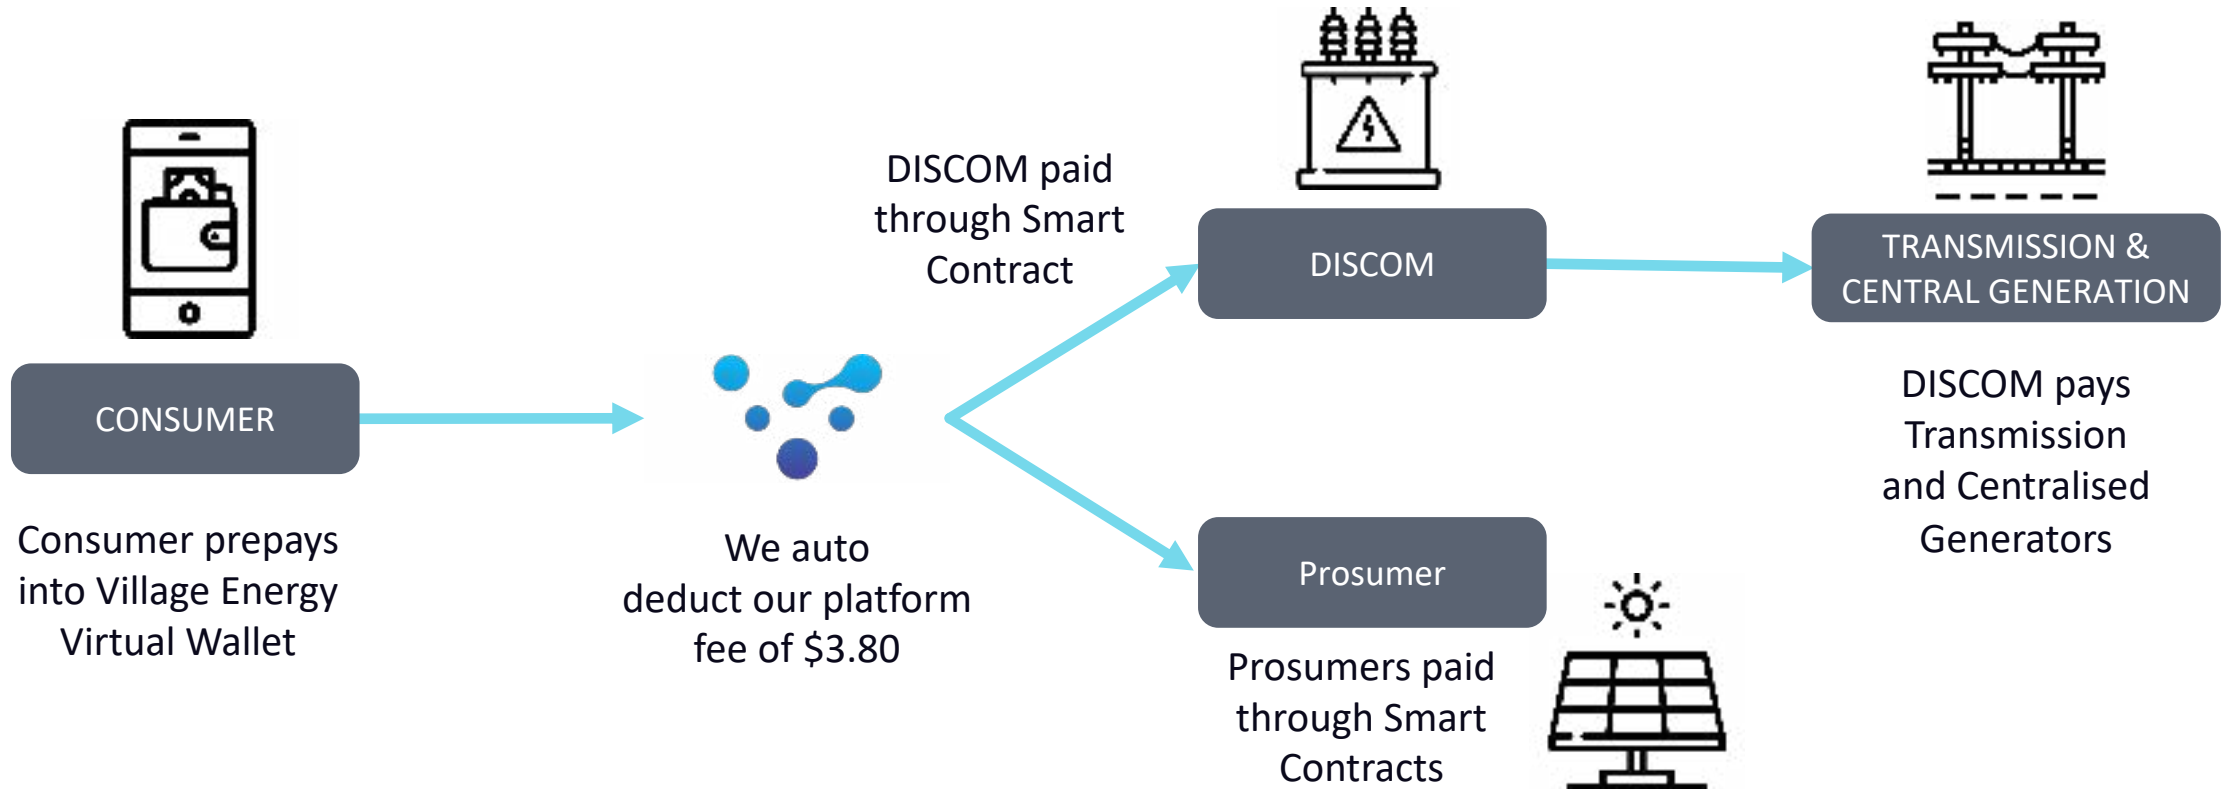 CONSUMER
Consumer prepays
into Village Energy
Virtual Wallet
We auto
deduct our platform
fee of $3.80
DISCOM paid
through Smart
Contract
DISCOM
TRANSMISSION &
CENTRAL GENERATION
DISCOM pays
Transmission
and Centralised
Generators
Prosumer
Prosumers paid
through Smart
Contracts